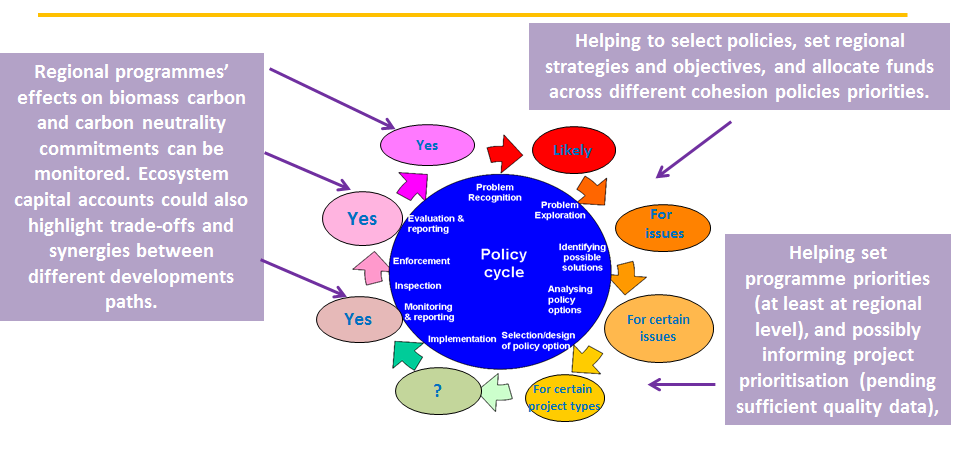 Regional programmes’
effects on biomass carbon
and carbon neutrality
commitments can be
monitored. Ecosystem
capital accounts could also
highlight trade-offs and
synergies between
different developments
paths.
Helping to select policies, set regional
strategies and objectives, and allocate funds
across different cohesion policies priorities.
Yes
Likely
For
issues
For certain
issues
For certain
project types
?
Yes
Yes
Policy
cycle
Problem
Recognition
Problem
Exploration
Identifying
possible
solutions
Analysing
policy
options
Selection/design
of policy option
Implementation
Monitoring
& reporting
Inspection
Enforcement
Evaluation &
reporting
Helping set
programme priorities
(at least at regional
level), and possibly
informing project
prioritisation (pending
sufficient quality data),